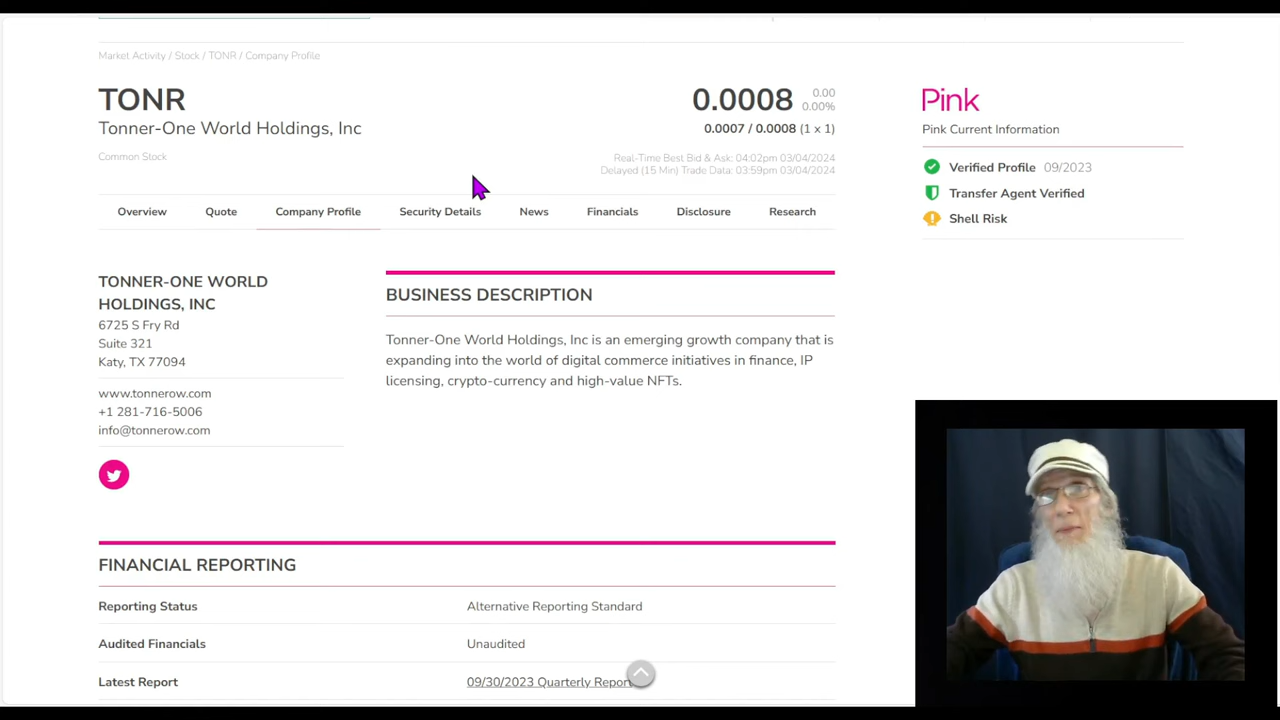 Market Activity / Stock / TONR / Company Profile
TONR
Tonner-One World Holdings, Inc
Common Stock
0.0008
0.00
0.00%
0.0007 / 0.0008 (1 x 1)
Real-Time Best Bid & Ask: 04:02pm 03/04/2024
Delayed (15 Min) Trade Data: 03:59pm 03/04/2024
Pink
Pink Current Information
Verified Profile 09/2023
Transfer Agent Verified
Shell Risk
Overview Quote Company Profile Security Details News Financials Disclosure Research
TONNER-ONE WORLD
HOLDINGS, INC
6725 S Fry Rd
Suite 321
Katy, TX 77094
www.tonnerow.com
+1 281-716-5006
info@tonnerow.com
BUSINESS DESCRIPTION
Tonner-One World Holdings, Inc is an emerging growth company that is
expanding into the world of digital commerce initiatives in finance, IP
licensing, crypto-currency and high-value NFTs.
FINANCIAL REPORTING
Reporting Status Alternative Reporting Standard
Audited Financials Unaudited
Latest Report 09/30/2023 Quarterly Report